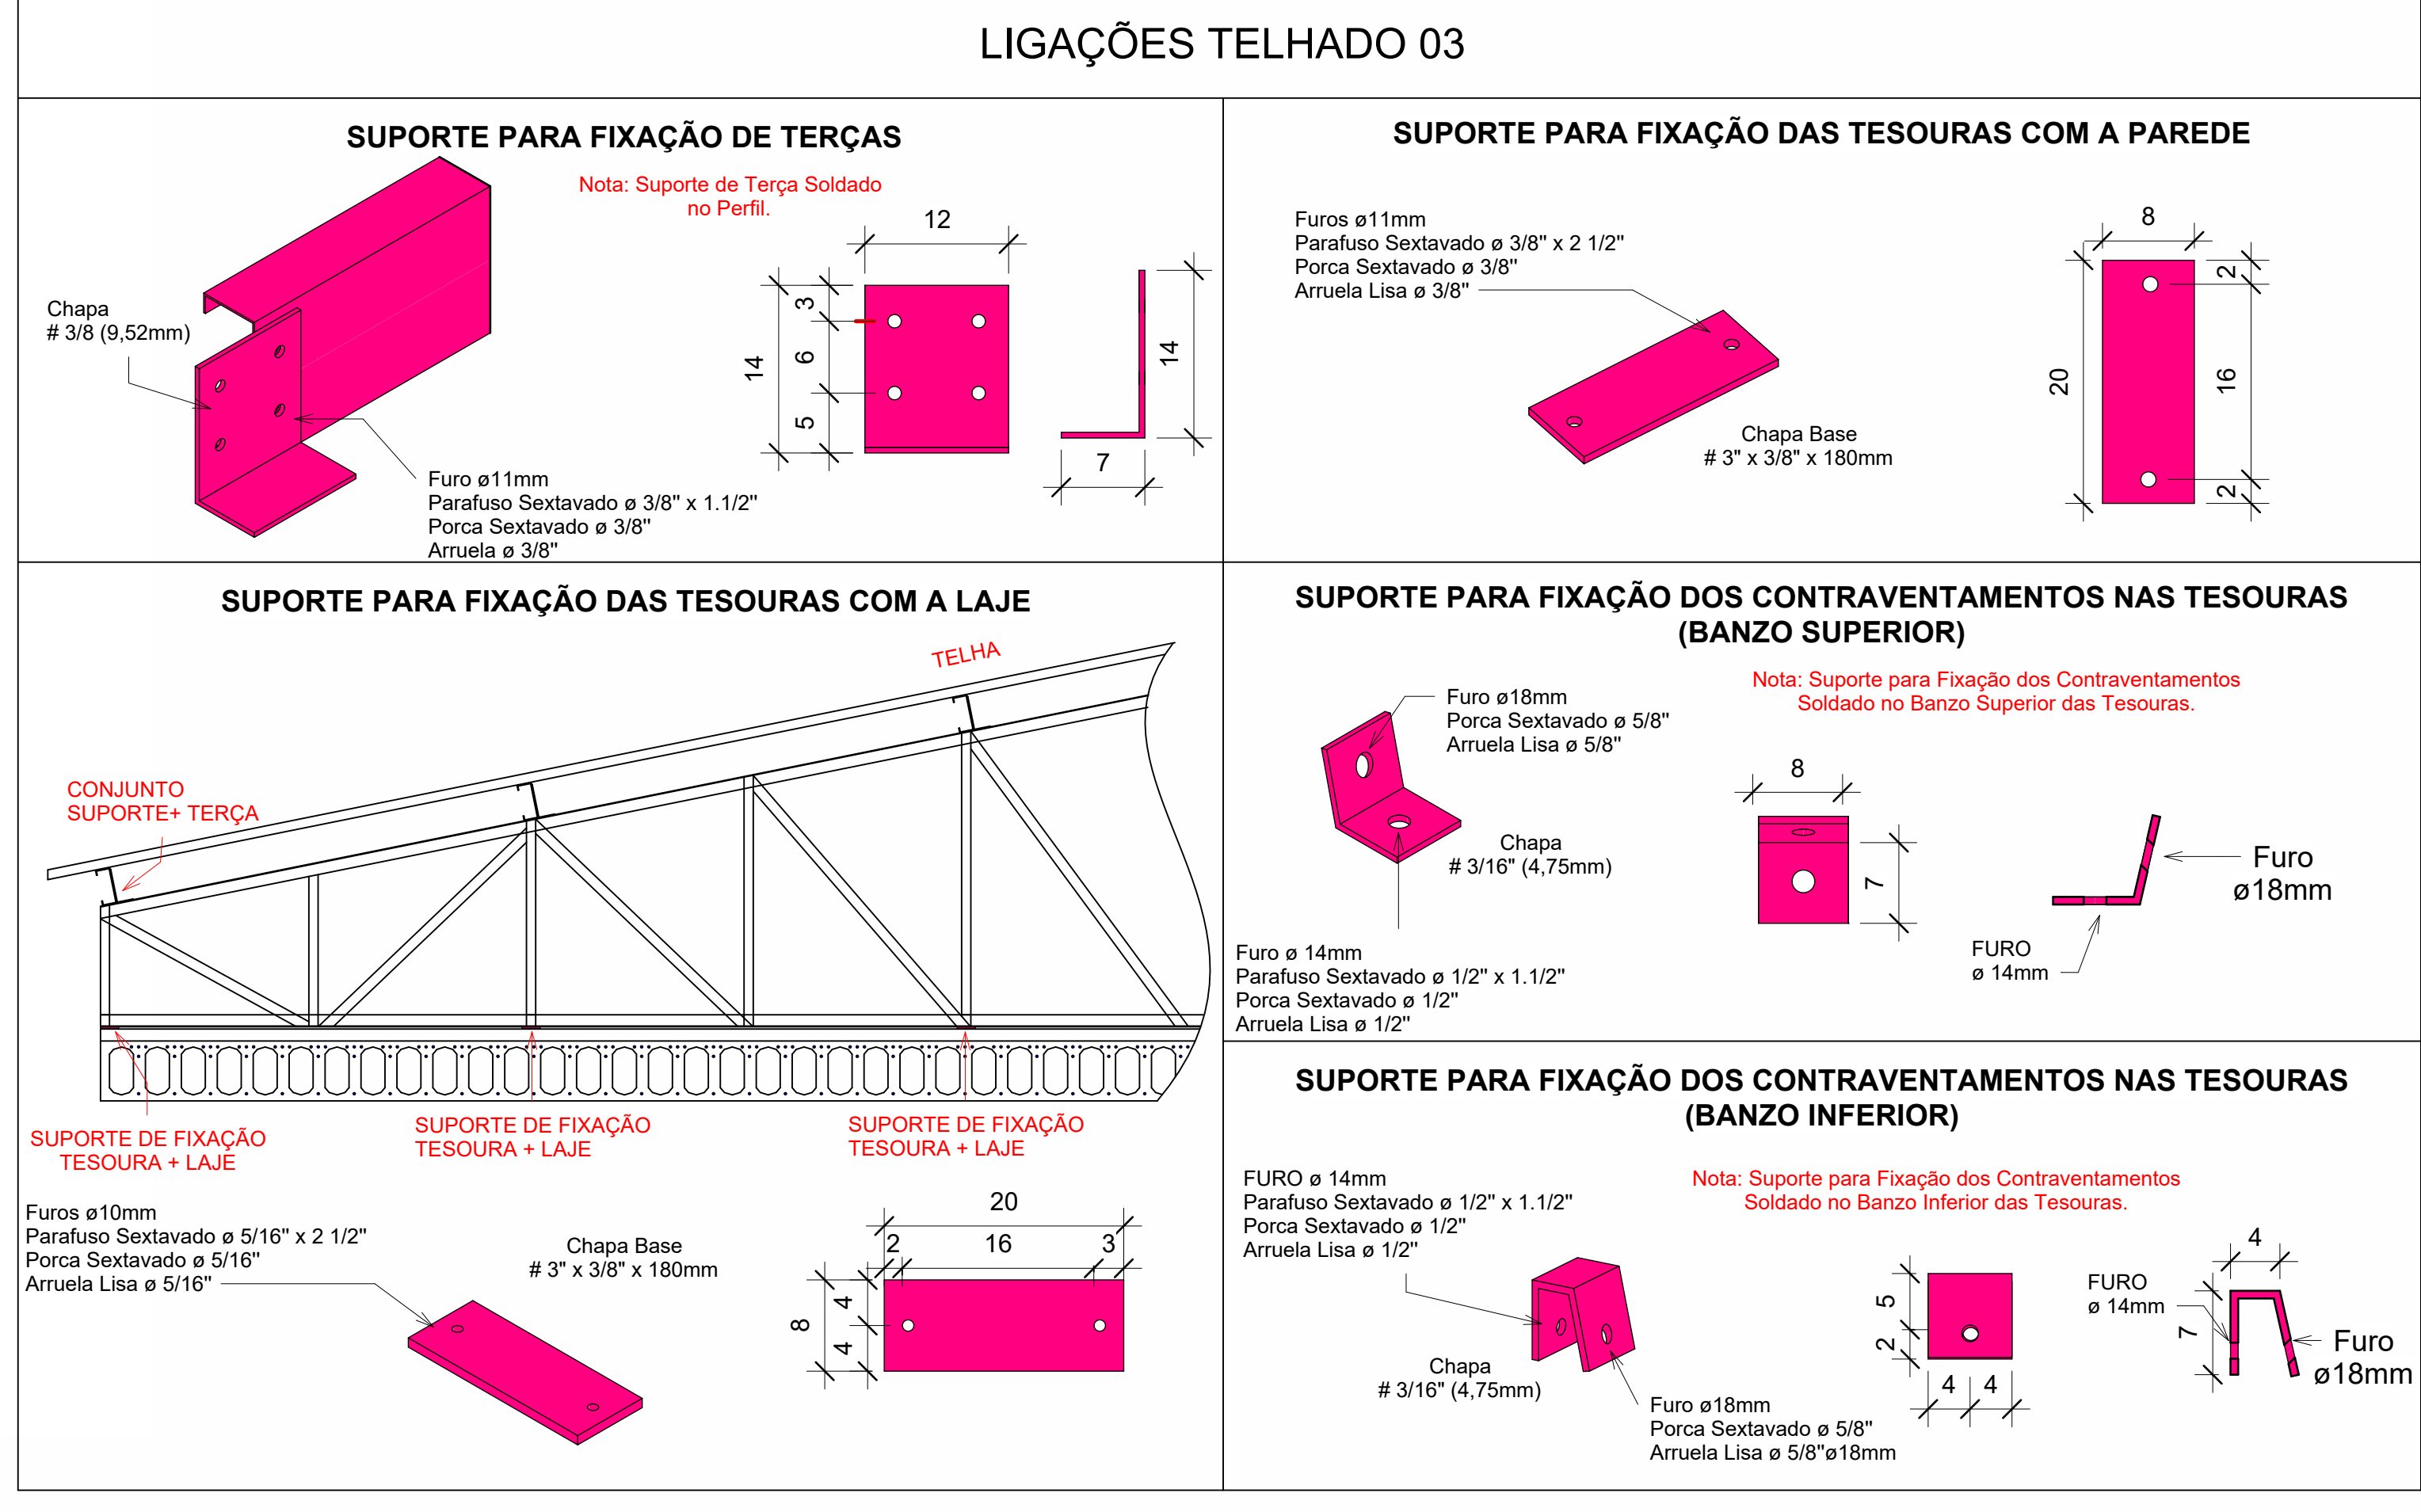 LIGAÇÕES TELHADO 03
SUPORTE PARA FIXAÇÃO DE TERÇAS
Nota: Suporte de Terça Soldado
no Perfil.
Chapa
# 3/8 (9,52mm)
Furo ø11mm
Parafuso Sextavado ø 3/8" x 1.1/2"
Porca Sextavado ø 3/8"
Arruela ø 3/8"
12
14
3
6
5
14
7
SUPORTE PARA FIXAÇÃO DAS TESOURAS COM A PAREDE
Furos ø11mm
Parafuso Sextavado ø 3/8" x 2 1/2"
Porca Sextavado ø 3/8"
Arruela Lisa ø 3/8"
Chapa Base
# 3" x 3/8" x 180mm
8
20
2
16
2
SUPORTE PARA FIXAÇÃO DAS TESOURAS COM A LAJE
TELHA
CONJUNTO
SUPORTE+ TERÇA
SUPORTE DE FIXAÇÃO
TESOURA + LAJE
SUPORTE DE FIXAÇÃO
TESOURA + LAJE
SUPORTE DE FIXAÇÃO
TESOURA + LAJE
Furos ø10mm
Parafuso Sextavado ø 5/16" x 2 1/2"
Porca Sextavado ø 5/16"
Arruela Lisa ø 5/16"
Chapa Base
# 3" x 3/8" x 180mm
20
2 16 3
8
4
4
SUPORTE PARA FIXAÇÃO DOS CONTRAVENTAMENTOS NAS TESOURAS
(BANZO SUPERIOR)
Nota: Suporte para Fixação dos Contraventamentos
Soldado no Banzo Superior das Tesouras.
Furo ø18mm
Porca Sextavado ø 5/8"
Arruela Lisa ø 5/8"
Chapa
# 3/16" (4,75mm)
Furo ø 14mm
Parafuso Sextavado ø 1/2" x 1.1/2"
Porca Sextavado ø 1/2"
Arruela Lisa ø 1/2"
8
7
Furo
ø18mm
FURO
ø 14mm
SUPORTE PARA FIXAÇÃO DOS CONTRAVENTAMENTOS NAS TESOURAS
(BANZO INFERIOR)
Nota: Suporte para Fixação dos Contraventamentos
Soldado no Banzo Inferior das Tesouras.
FURO ø 14mm
Parafuso Sextavado ø 1/2" x 1.1/2"
Porca Sextavado ø 1/2"
Arruela Lisa ø 1/2"
Chapa
# 3/16" (4,75mm)
Furo ø18mm
Porca Sextavado ø 5/8"
Arruela Lisa ø 5/8"ø18mm
5
2
4 4
4
7
FURO
ø 14mm
Furo
ø18mm